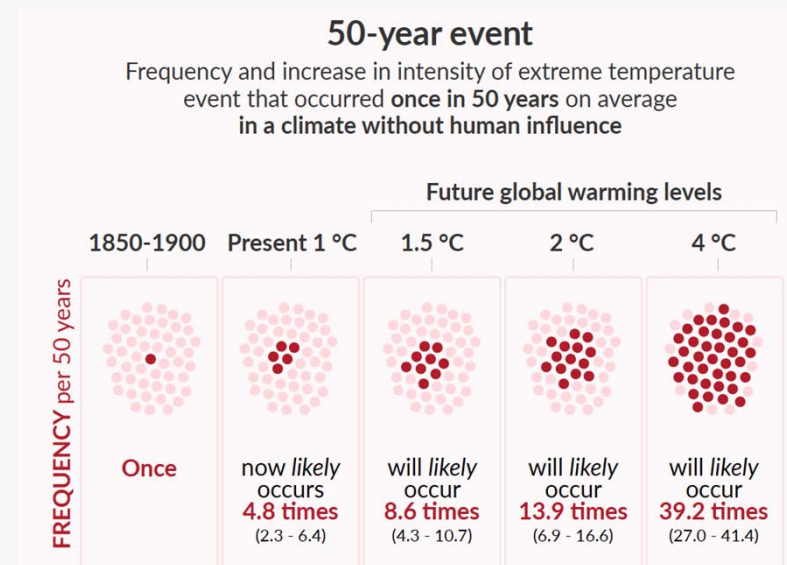 50-year event
Frequency and increase in intensity of extreme temperature
event that occurred once in 50 years on average
in a climate without human influence
Future global warming levels
1850-1900
Present 1 °C
1.5 °C
2 °C
4 °C
FREQUENCY per 50 years
Once
now likely
occurs
4.8 times
(2.3 - 6.4)
will likely
occur
8.6 times
(4.3 - 10.7)
will likely
occur
13.9 times
(6.9 - 16.6)
will likely
occur
39.2 times
(27.0 - 41.4)